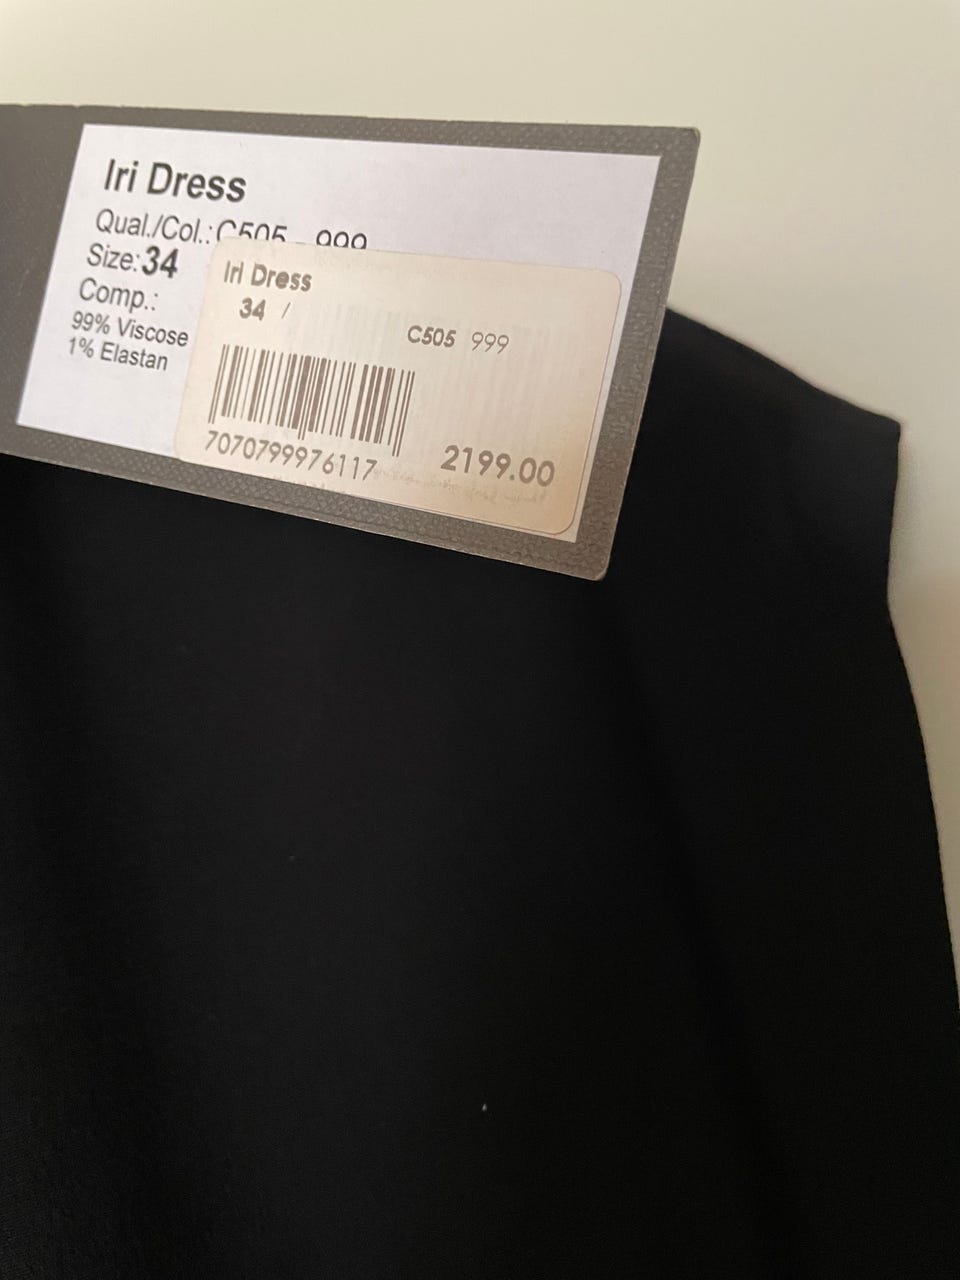 Iri Dress
Qual./Col.: C505 999
Size: 34
Comp.:
99% Viscose
1% Elastan
Iri Dress
34 /
C505 999
7070799976117
2199.00